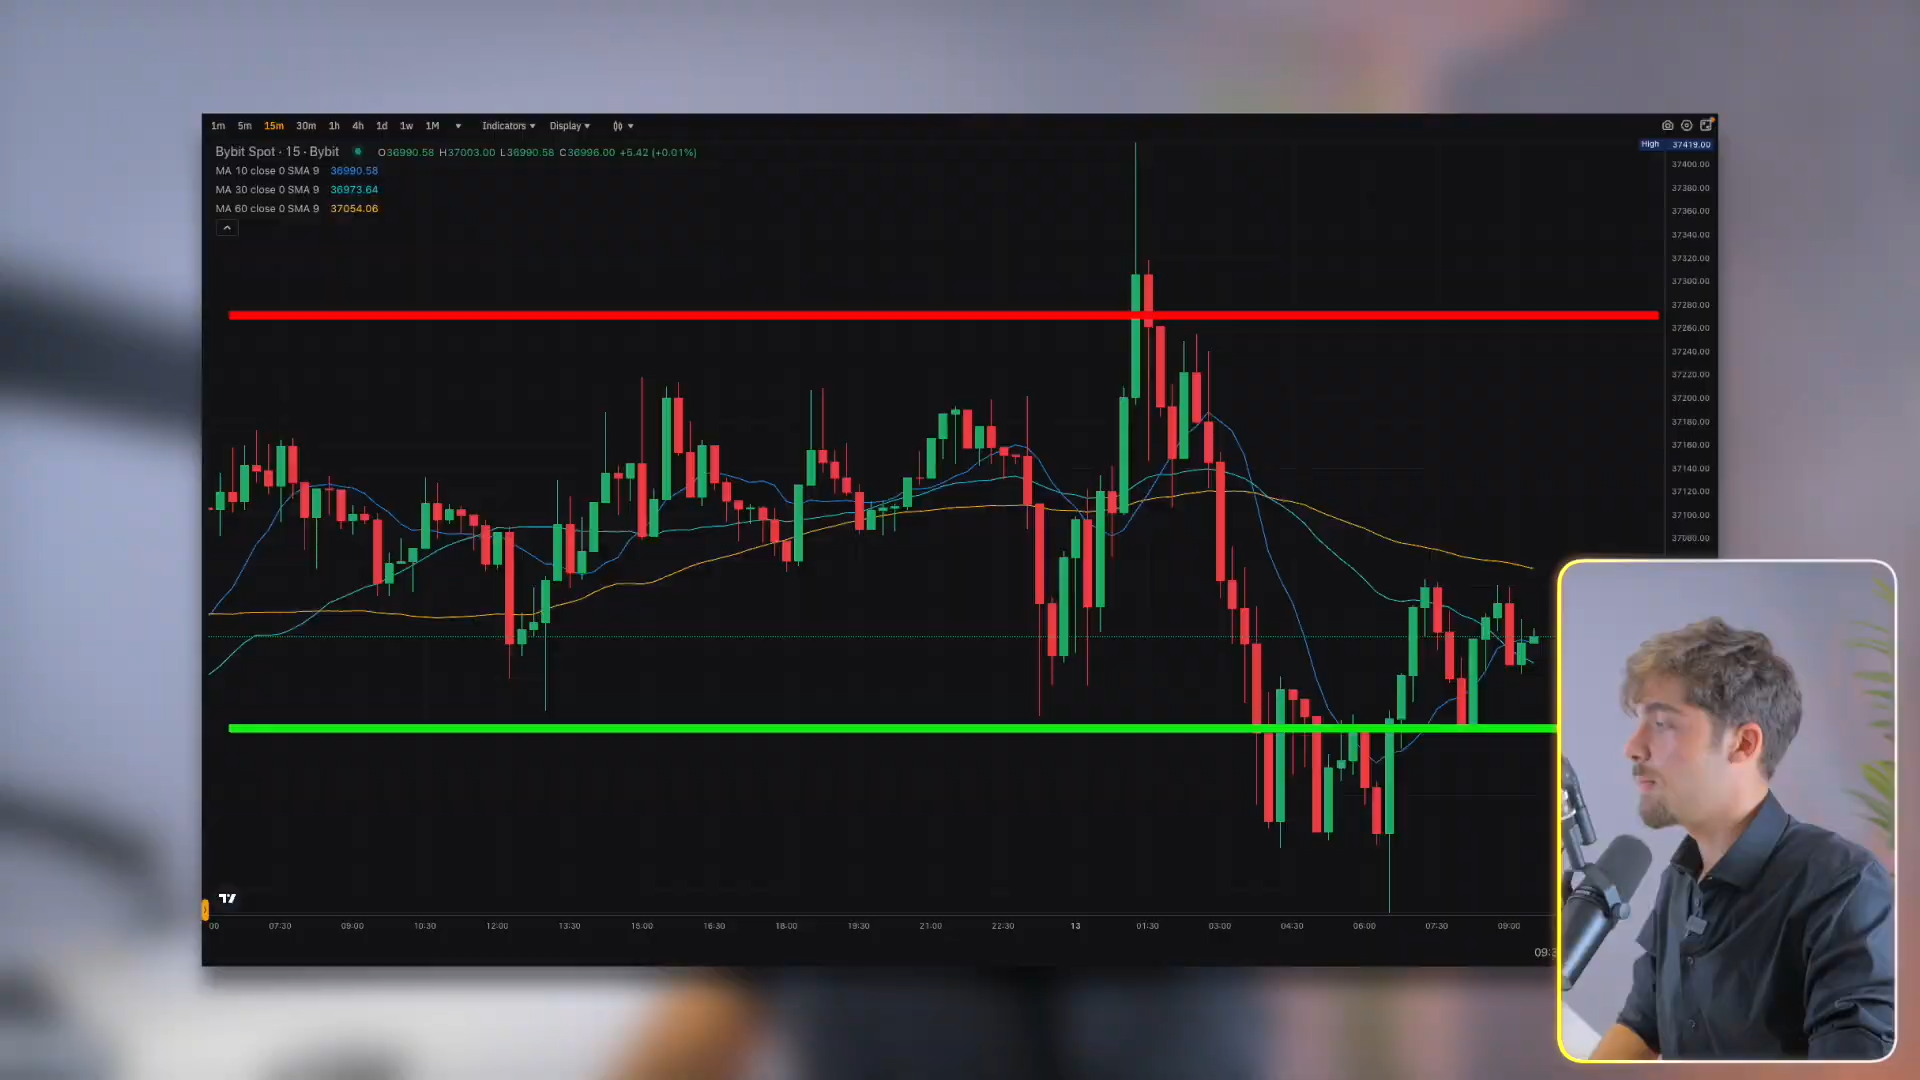 1m 5m 15m 30m 1h 4h 1d 1w 1M Indicators Display
Bybit Spot · 15 · Bybit O36990.58 H37003.00 L36990.58 C36996.00 +5.42 (+0.01%)
MA 10 close 0 SMA 9 36990.58
MA 30 close 0 SMA 9 36973.64
MA 60 close 0 SMA 9 37054.06
High 37419.00
37400.00
37380.00
37360.00
37340.00
37320.00
37300.00
37280.00
37260.00
37240.00
37220.00
37200.00
37180.00
37160.00
37140.00
37120.00
37100.00
37080.00
00 07:30 09:00 10:30 12:00 13:30 15:00 16:30 18:00 19:30 21:00 22:30 13 01:30 03:00 04:30 06:00 07:30 09:00